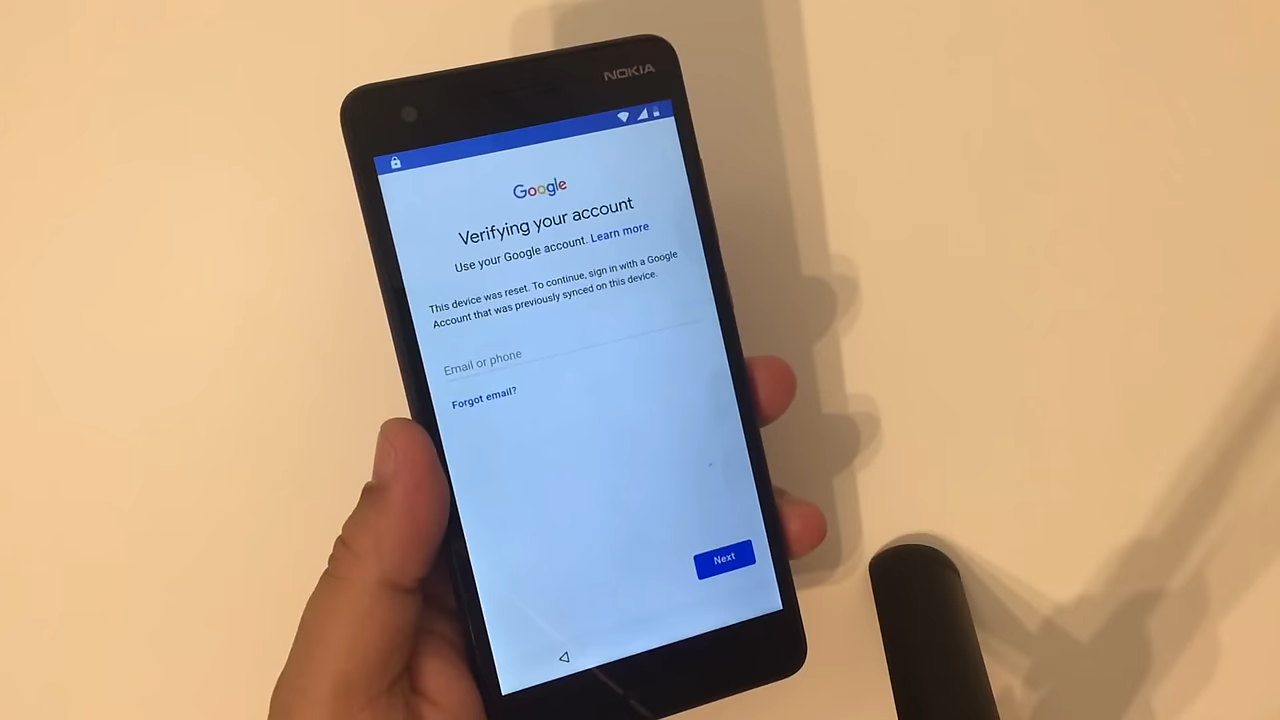 NOKIA
Google
Verifying your account
Use your Google account. Learn more
This device was reset. To continue, sign in with a Google
Account that was previously synced on this device.
Email or phone
Forgot email?
Next